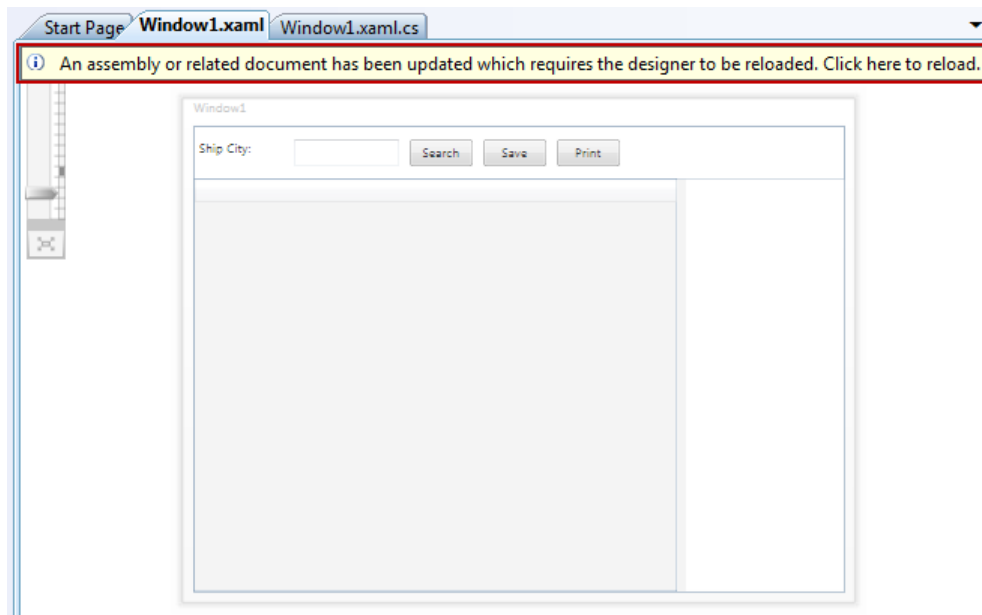 Start Page Window1.xaml Window1.xaml.cs
An assembly or related document has been updated which requires the designer to be reloaded. Click here to reload.
Window1
Ship City: Search Save Print